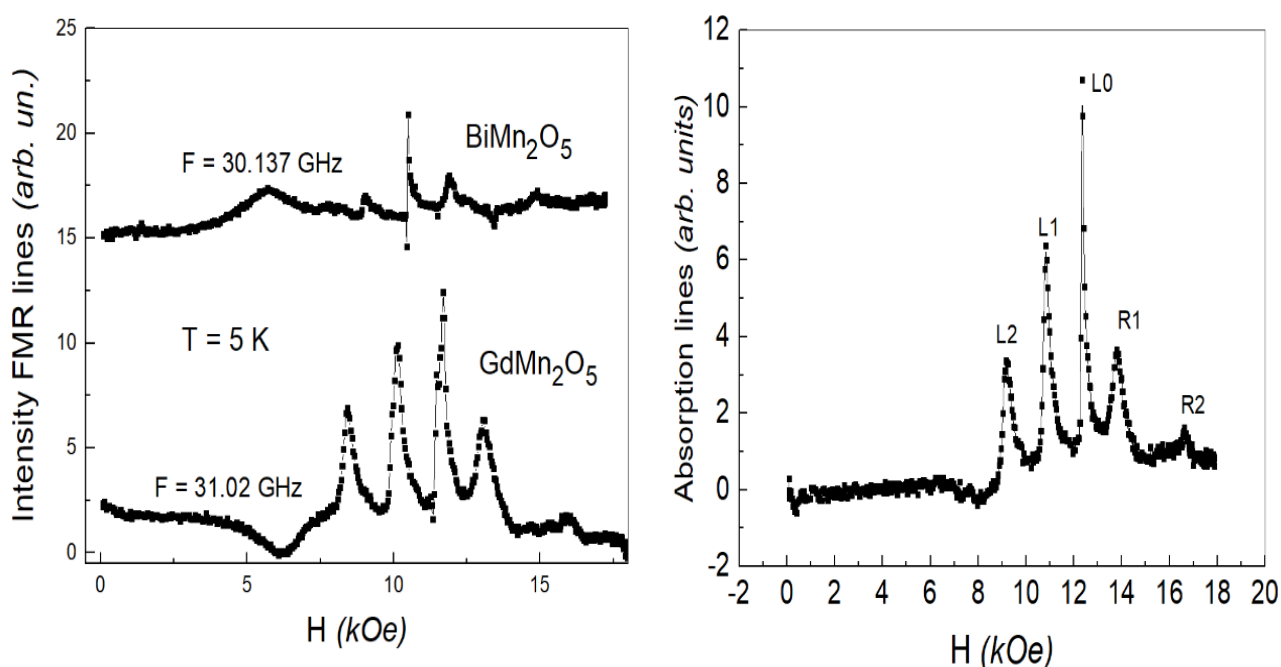 Intensity FMR lines (arb. un.)
25
20
15
10
5
0
BiMn₂O₅
F = 30.137 GHz
T = 5 K
GdMn₂O₅
F = 31.02 GHz
0 5 10 15
H (kOe)
Absorption lines (arb. units)
12
10
8
6
4
2
0
-2
L0
L1
L2
R1
R2
-2 0 2 4 6 8 10 12 14 16 18 20
H (kOe)